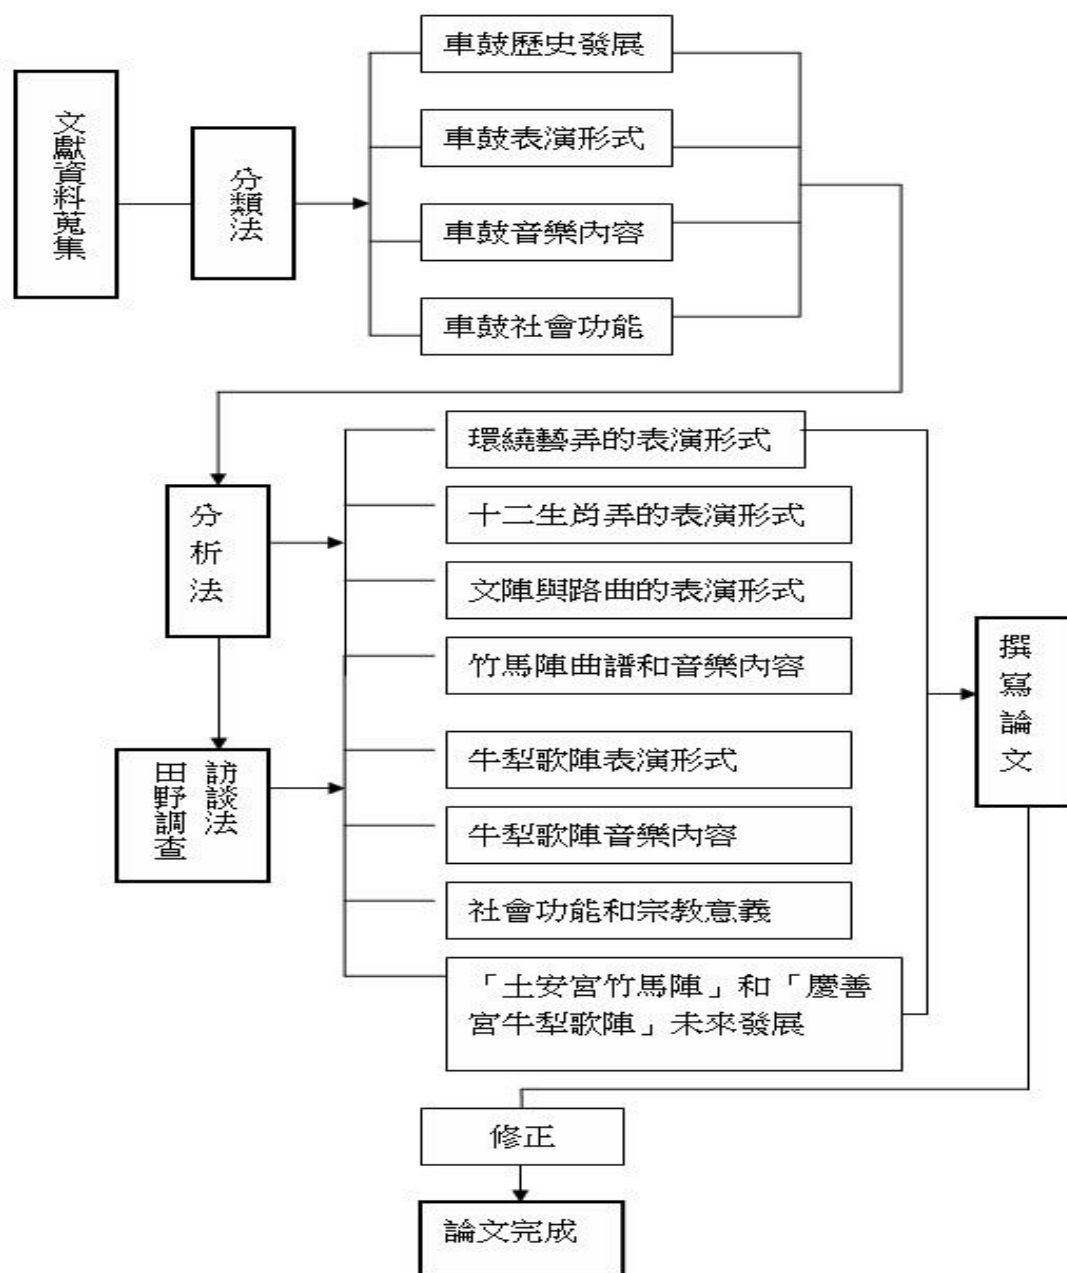 文獻資料蒐集
分類法
車鼓歷史發展
車鼓表演形式
車鼓音樂內容
車鼓社會功能
分析法
訪談法
田野調查
環繞藝弄的表演形式
十二生肖弄的表演形式
文陣與路曲的表演形式
竹馬陣曲譜和音樂內容
牛犁歌陣表演形式
牛犁歌陣音樂內容
社會功能和宗教意義
「土安宮竹馬陣」和「慶善
宮牛犁歌陣」未來發展
撰寫論文
修正
論文完成